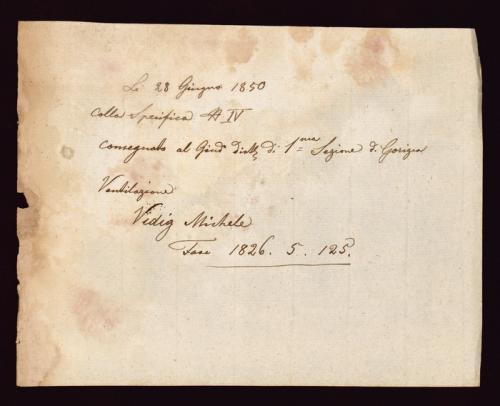 Li 28 Giugno 1850
colla Specifica # IV
consegnato al Giud° distt. di 1ma Sezione di Gorizia
Ventilazione
Vidig Michele
Fasc 1826. 5. 125.